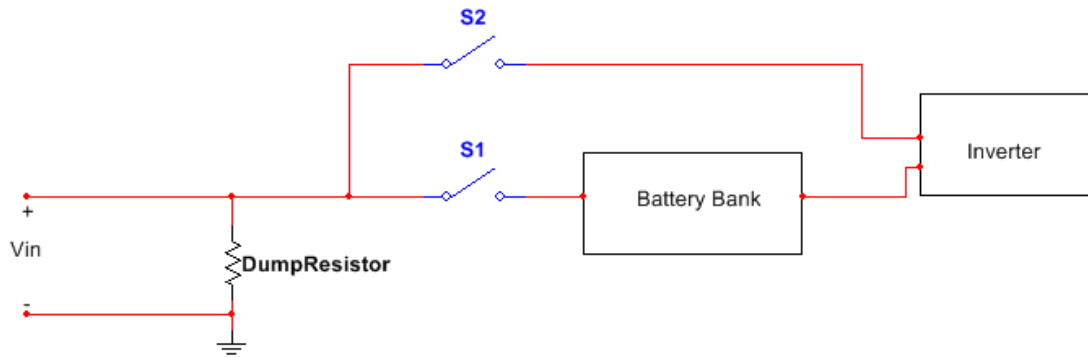 S2
S1
Inverter
Battery Bank
+
Vin
DumpResistor
-